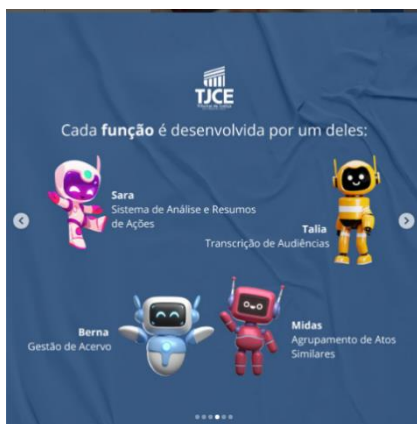 TJCE
Cada função é desenvolvida por um deles:
Sara
Sistema de Análise e Resumos
de Ações
Talia
Transcrição de Audiências
Berna
Gestão de Acervo
Midas
Agrupamento de Atos
Similares